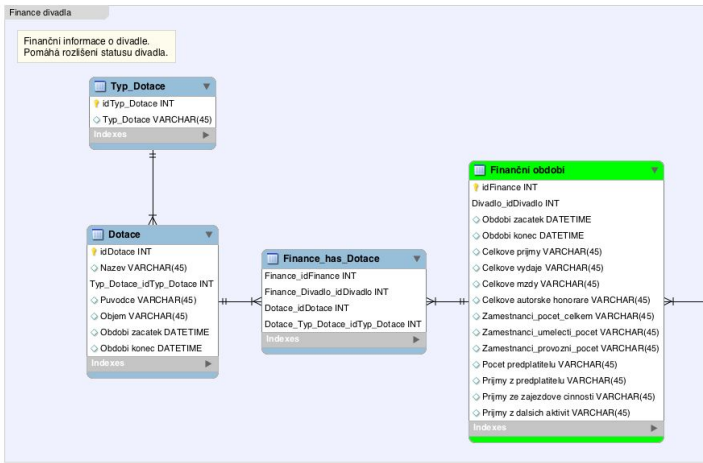 Finance divadla
Finanční informace o divadle.
Pomáhá rozlišení statusu divadla.
Typ_Dotace
idTyp_Dotace INT
Typ_Dotace VARCHAR(45)
Indexes
Dotace
idDotace INT
Nazev VARCHAR(45)
Typ_Dotace_idTyp_Dotace INT
Puvodce VARCHAR(45)
Objem VARCHAR(45)
Obdobi zacatek DATETIME
Obdobi konec DATETIME
Indexes
Finance_has_Dotace
Finance_idFinance INT
Finance_Divadlo_idDivadlo INT
Dotace_idDotace INT
Dotace_Typ_Dotace_idTyp_Dotace INT
Indexes
Finanční období
idFinance INT
Divadlo_idDivadlo INT
Obdobi zacatek DATETIME
Obdobi konec DATETIME
Celkove prijmy VARCHAR(45)
Celkove vydaje VARCHAR(45)
Celkove mzdy VARCHAR(45)
Celkove autorske honorare VARCHAR(45)
Zamestnanci_pocet_celkem VARCHAR(45)
Zamestnanci_umelecti_pocet VARCHAR(45)
Zamestnanci_provozni_pocet VARCHAR(45)
Pocet predplatitelu VARCHAR(45)
Prijmy z predplatitelu VARCHAR(45)
Prijmy ze zajezdove cinnosti VARCHAR(45)
Prijmy z dalsich aktivit VARCHAR(45)
Indexes